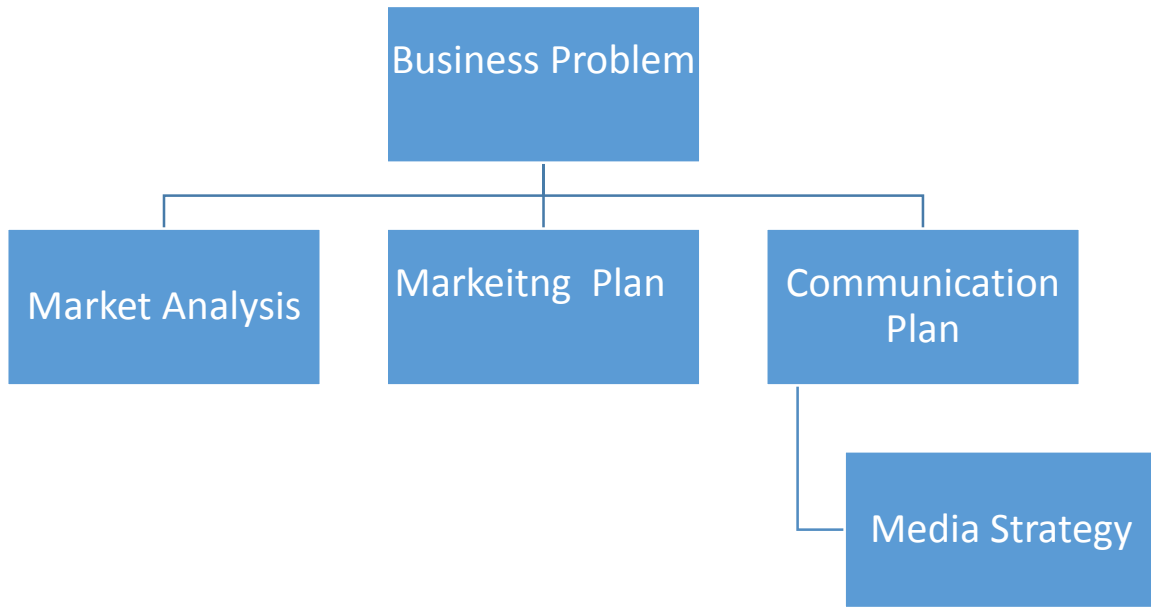 Business Problem
Market Analysis
Markeitng  Plan
Communication
Plan
Media Strategy